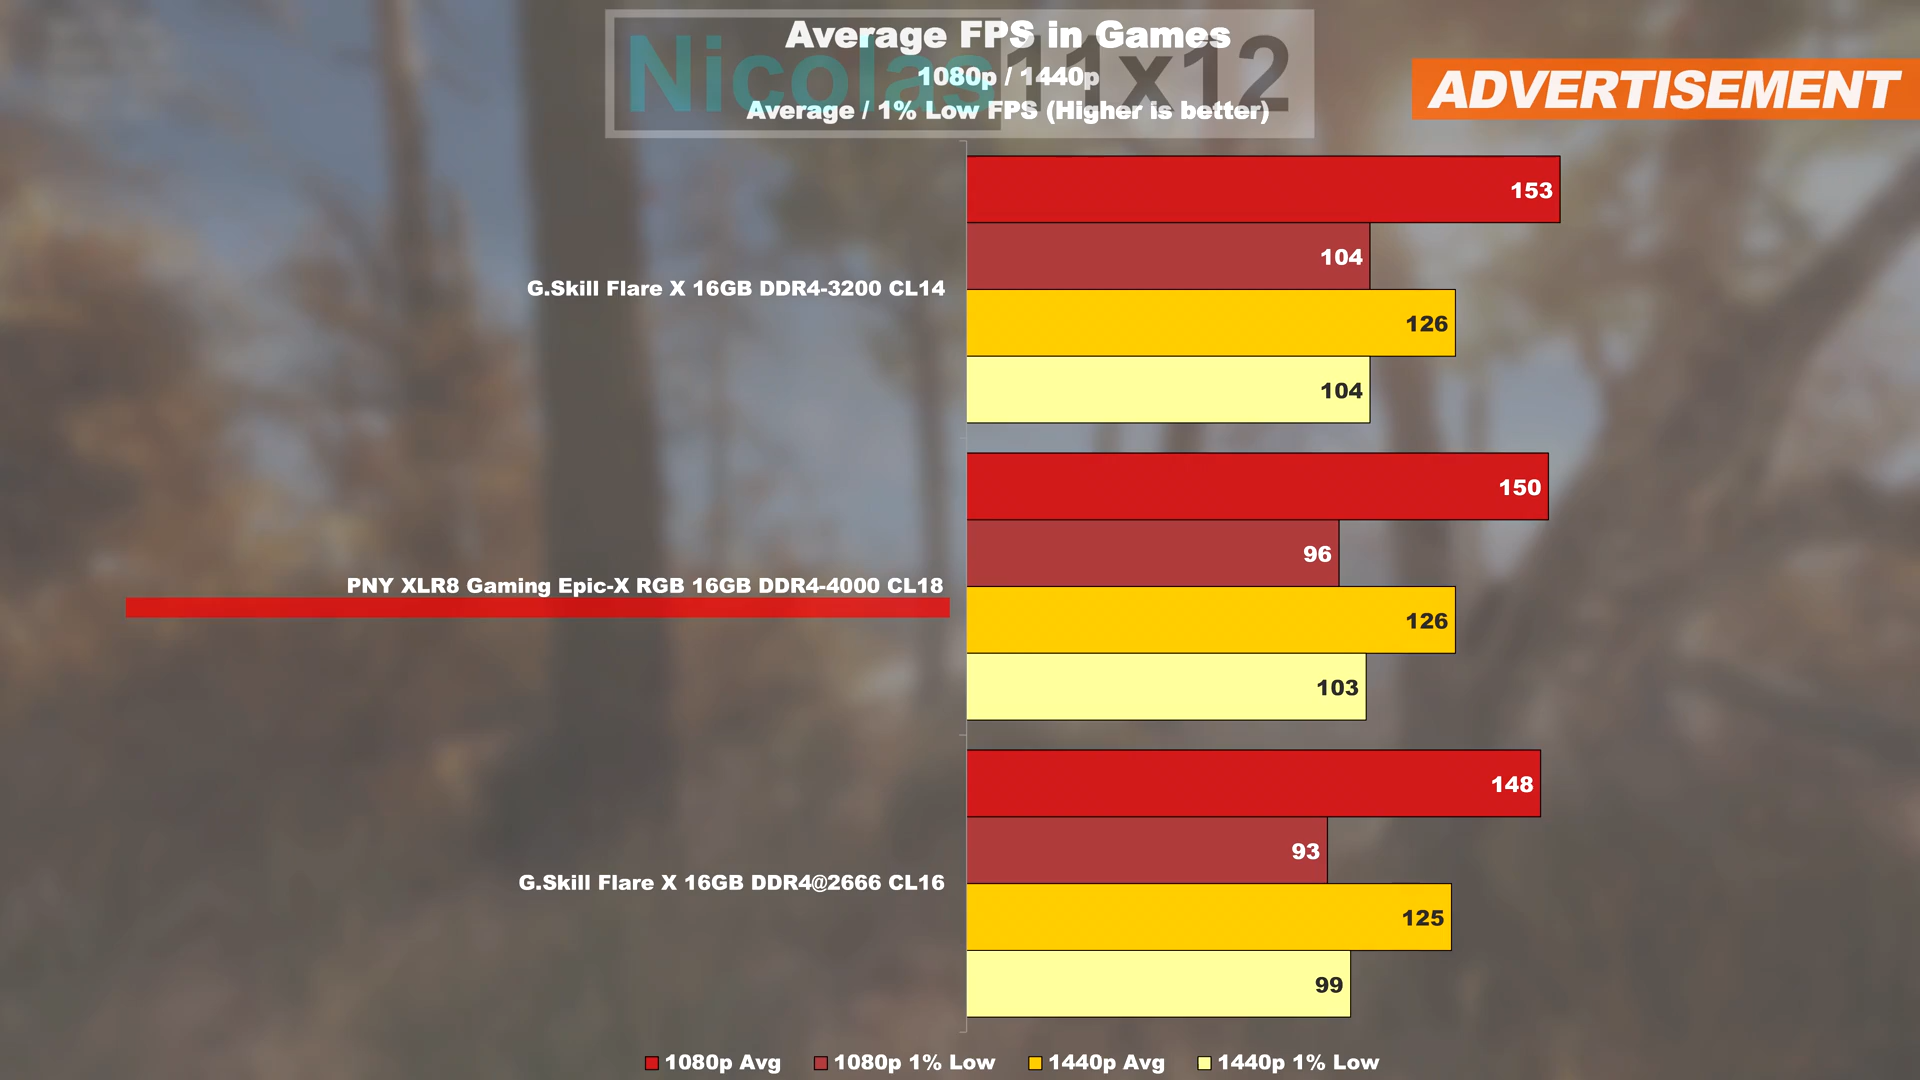 Average FPS in Games
Nicolas11x12
1080p / 1440p
Average / 1% Low FPS (Higher is better)
ADVERTISEMENT
G.Skill Flare X 16GB DDR4-3200 CL14
153
104
126
104
PNY XLR8 Gaming Epic-X RGB 16GB DDR4-4000 CL18
150
96
126
103
G.Skill Flare X 16GB DDR4@2666 CL16
148
93
125
99
1080p Avg 1080p 1% Low 1440p Avg 1440p 1% Low